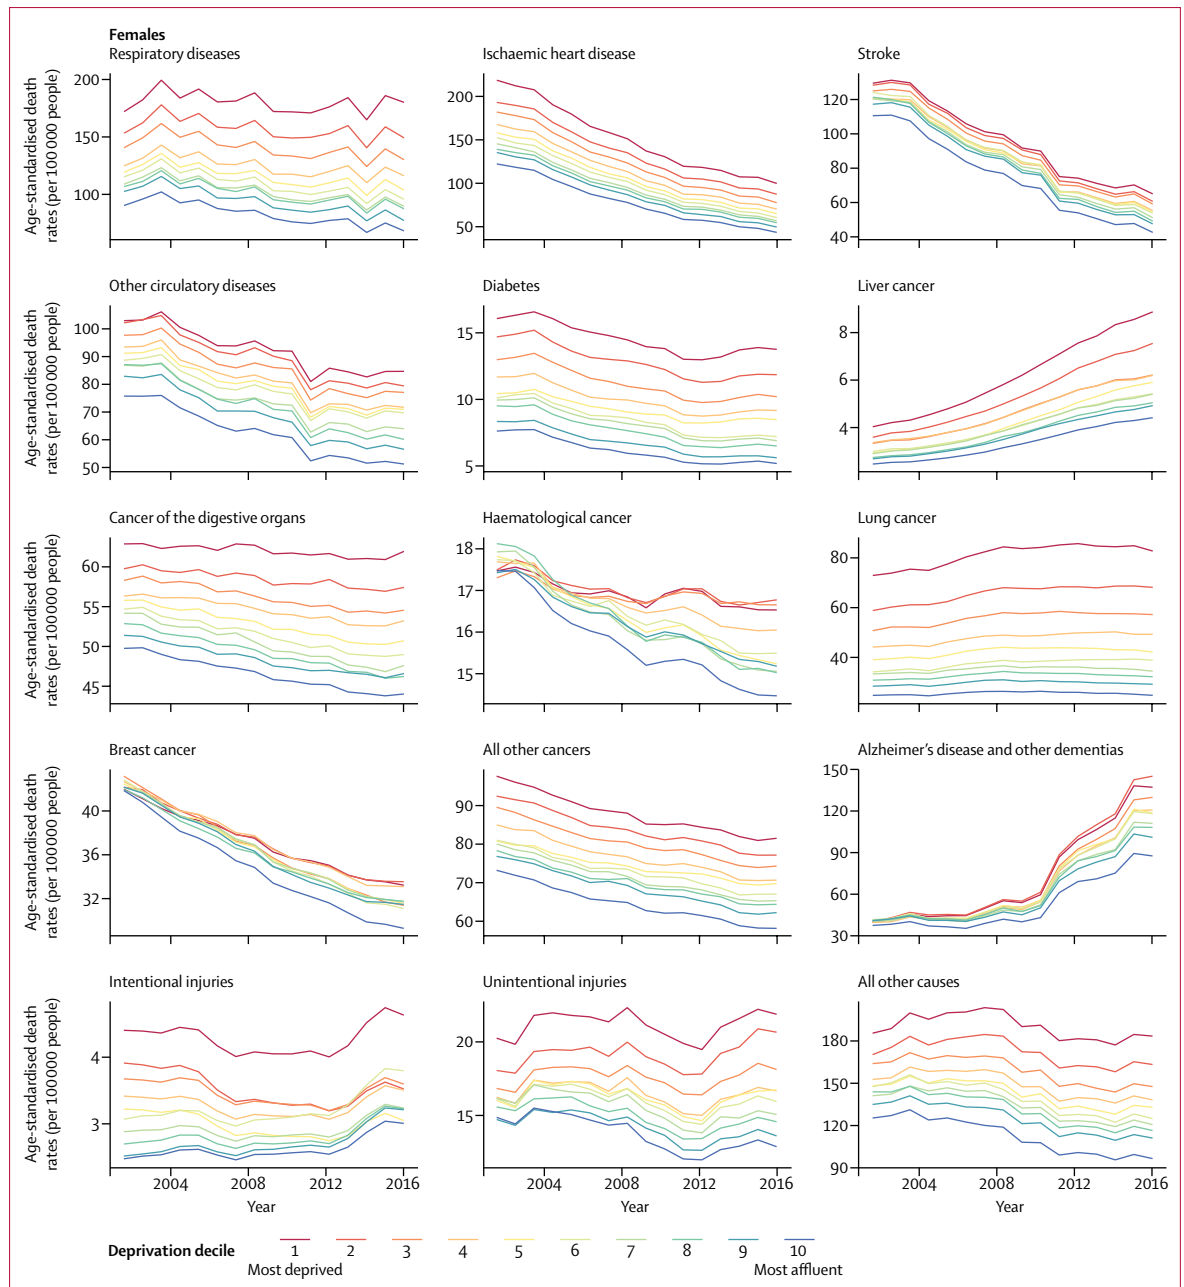 Females
Respiratory diseases
Ischaemic heart disease
Stroke
Age-standardised death
rates (per 100 000 people)
200
150
100
200
150
100
50
120
100
80
60
40
Other circulatory diseases
Diabetes
Liver cancer
Age-standardised death
rates (per 100 000 people)
100
90
80
70
60
50
15
10
5
8
6
4
Cancer of the digestive organs
Haematological cancer
Lung cancer
Age-standardised death
rates (per 100 000 people)
60
55
50
45
18
17
16
15
80
60
40
Breast cancer
All other cancers
Alzheimer's disease and other dementias
Age-standardised death
rates (per 100 000 people)
40
36
32
90
80
70
60
150
120
90
60
30
Intentional injuries
Unintentional injuries
All other causes
Age-standardised death
rates (per 100 000 people)
4
3
20
15
180
150
120
90
2004 2008 2012 2016
2004 2008 2012 2016
2004 2008 2012 2016
Year Year Year
Deprivation decile 1 2 3 4 5 6 7 8 9 10
Most deprived Most affluent